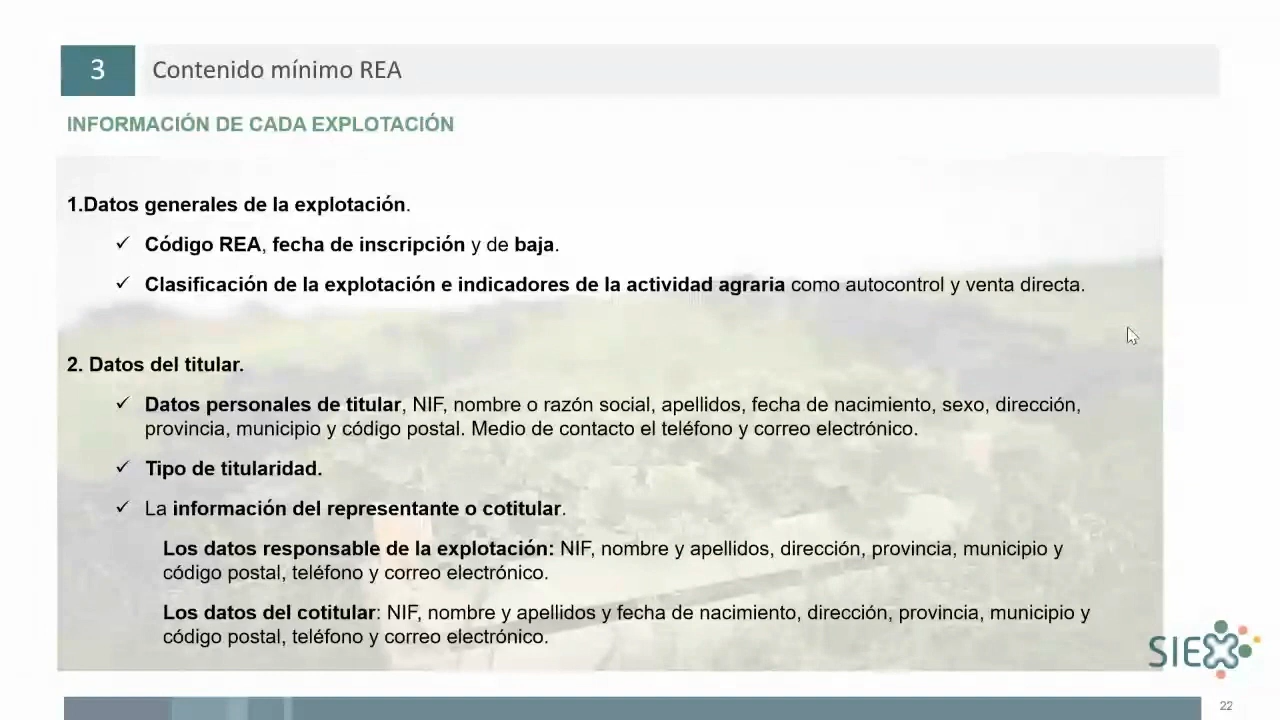 3
Contenido mínimo REA
INFORMACIÓN DE CADA EXPLOTACIÓN
1.Datos generales de la explotación.
✓ Código REA, fecha de inscripción y de baja.
✓ Clasificación de la explotación e indicadores de la actividad agraria como autocontrol y venta directa.
2. Datos del titular.
✓ Datos personales de titular, NIF, nombre o razón social, apellidos, fecha de nacimiento, sexo, dirección,
provincia, municipio y código postal. Medio de contacto el teléfono y correo electrónico.
✓ Tipo de titularidad.
✓ La información del representante o cotitular.
Los datos responsable de la explotación: NIF, nombre y apellidos, dirección, provincia, municipio y
código postal, teléfono y correo electrónico.
Los datos del cotitular: NIF, nombre y apellidos y fecha de nacimiento, dirección, provincia, municipio y
código postal, teléfono y correo electrónico.
SIEX
22